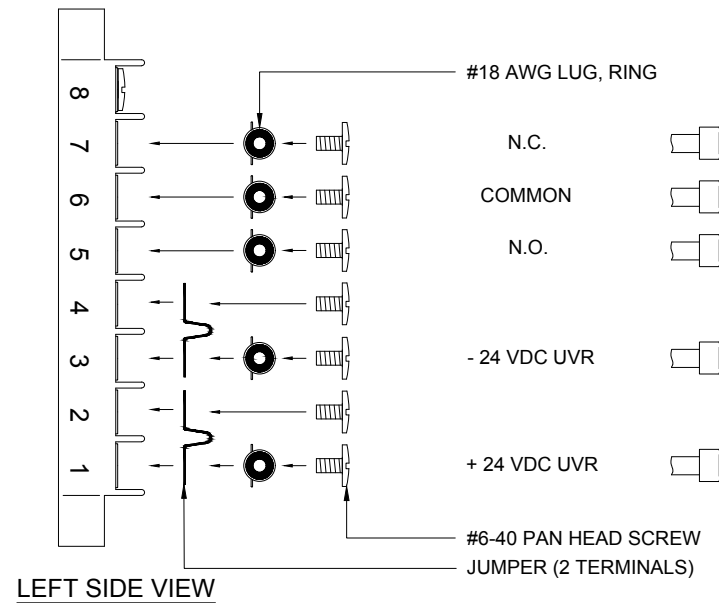 #18 AWG LUG, RING
8
7
N.C.
6
COMMON
5
N.O.
4
3
- 24 VDC UVR
2
1
+ 24 VDC UVR
#6-40 PAN HEAD SCREW
JUMPER (2 TERMINALS)
LEFT SIDE VIEW